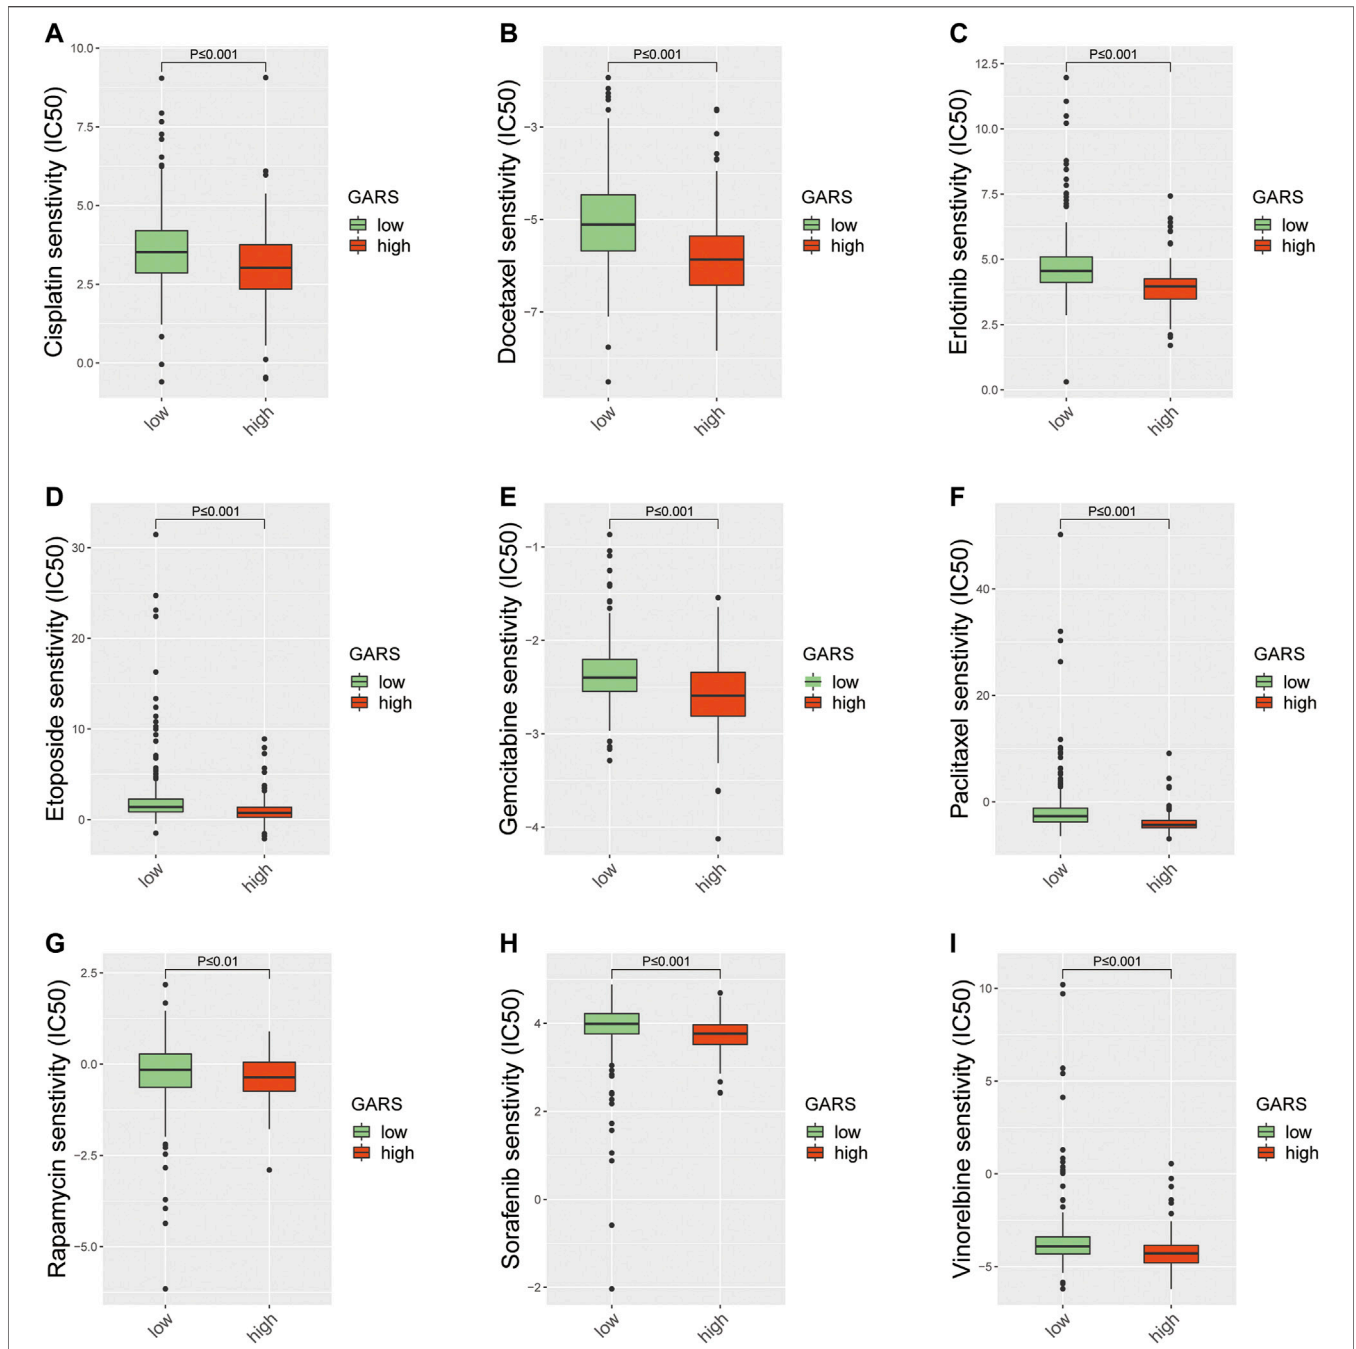 A
Cisplatin senstivity (IC50)
10.0
7.5
5.0
2.5
0.0
P≤0.001
low
high
GARS
low
high
B
Docetaxel senstivity (IC50)
−3
−5
−7
P≤0.001
low
high
GARS
low
high
C
Erlotinib senstivity (IC50)
12.5
10.0
7.5
5.0
2.5
0.0
P≤0.001
low
high
GARS
low
high
D
Etoposide senstivity (IC50)
30
20
10
0
P≤0.001
low
high
GARS
low
high
E
Gemcitabine senstivity (IC50)
−1
−2
−3
−4
P≤0.001
low
high
GARS
low
high
F
Paclitaxel senstivity (IC50)
40
20
0
P≤0.001
low
high
GARS
low
high
G
Rapamycin senstivity (IC50)
2.5
0.0
−2.5
−5.0
P≤0.01
low
high
GARS
low
high
H
Sorafenib senstivity (IC50)
4
2
0
−2
P≤0.001
low
high
GARS
low
high
I
Vinorelbine senstivity (IC50)
10
5
0
−5
P≤0.001
low
high
GARS
low
high